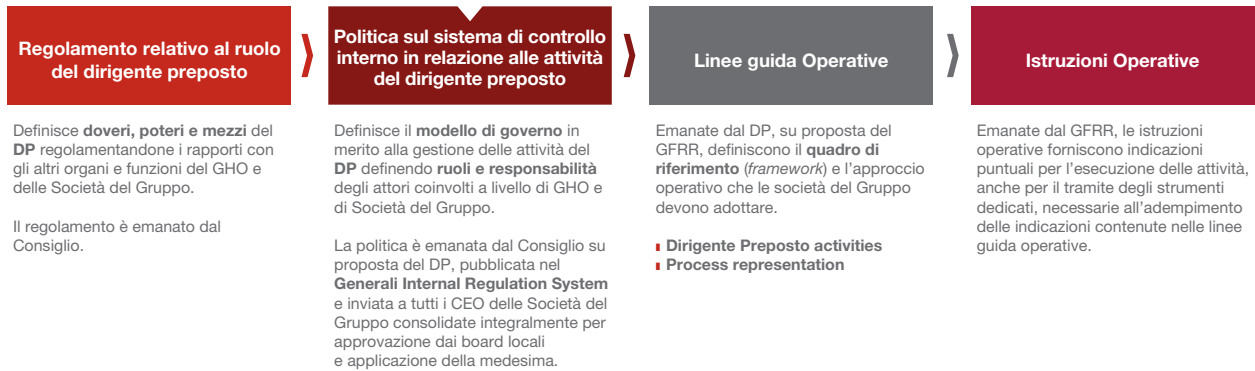 Regolamento relativo al ruolo
del dirigente preposto
Definisce doveri, poteri e mezzi del
DP regolamentandone i rapporti con
gli altri organi e funzioni del GHO e
delle Società del Gruppo.
Il regolamento è emanato dal
Consiglio.
Politica sul sistema di controllo
interno in relazione alle attività
del dirigente preposto
Definisce il modello di governo in
merito alla gestione delle attività del
DP definendo ruoli e responsabilità
degli attori coinvolti a livello di GHO e
di Società del Gruppo.
La politica è emanata dal Consiglio su
proposta del DP, pubblicata nel
Generali Internal Regulation System
e inviata a tutti i CEO delle Società del
Gruppo consolidate integralmente per
approvazione dai board locali
e applicazione della medesima.
Linee guida Operative
Emanate dal DP, su proposta del
GFRR, definiscono il quadro di
riferimento (framework) e l'approccio
operativo che le società del Gruppo
devono adottare.
Dirigente Preposto activities
Process representation
Istruzioni Operative
Emanate dal GFRR, le istruzioni
operative forniscono indicazioni
puntuali per l'esecuzione delle attività,
anche per il tramite degli strumenti
dedicati, necessarie all'adempimento
delle indicazioni contenute nelle linee
guida operative.